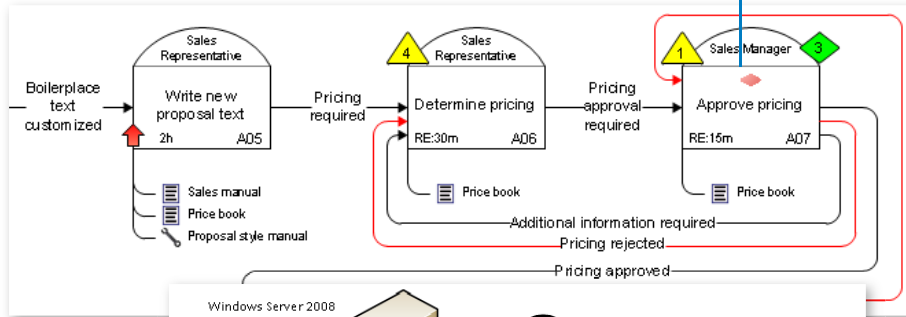 Sales
Representative
Boilerplace
text
customized
Write new
proposal text
2h A05
Sales manual
Price book
Proposal style manual
Pricing
required
4
Sales
Representative
Determine pricing
RE:30m A06
Price book
Pricing
approval
required
1
Sales Manager
3
Approve pricing
RE:15m A07
Price book
Additional information required
Pricing rejected
Pricing approved
Windows Server 2008